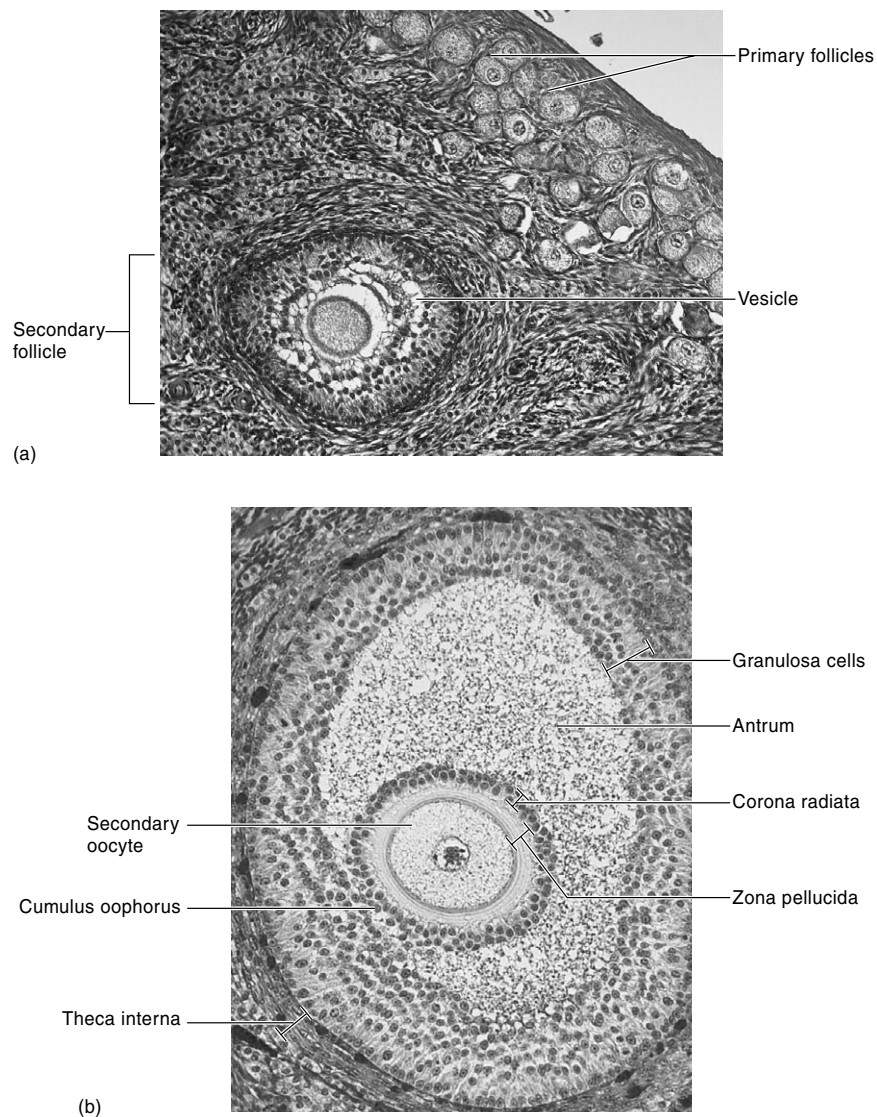 Primary follicles
Vesicle
Secondary
follicle
(a)
Granulosa cells
Antrum
Corona radiata
Secondary
oocyte
Zona pellucida
Cumulus oophorus
Theca interna
(b)